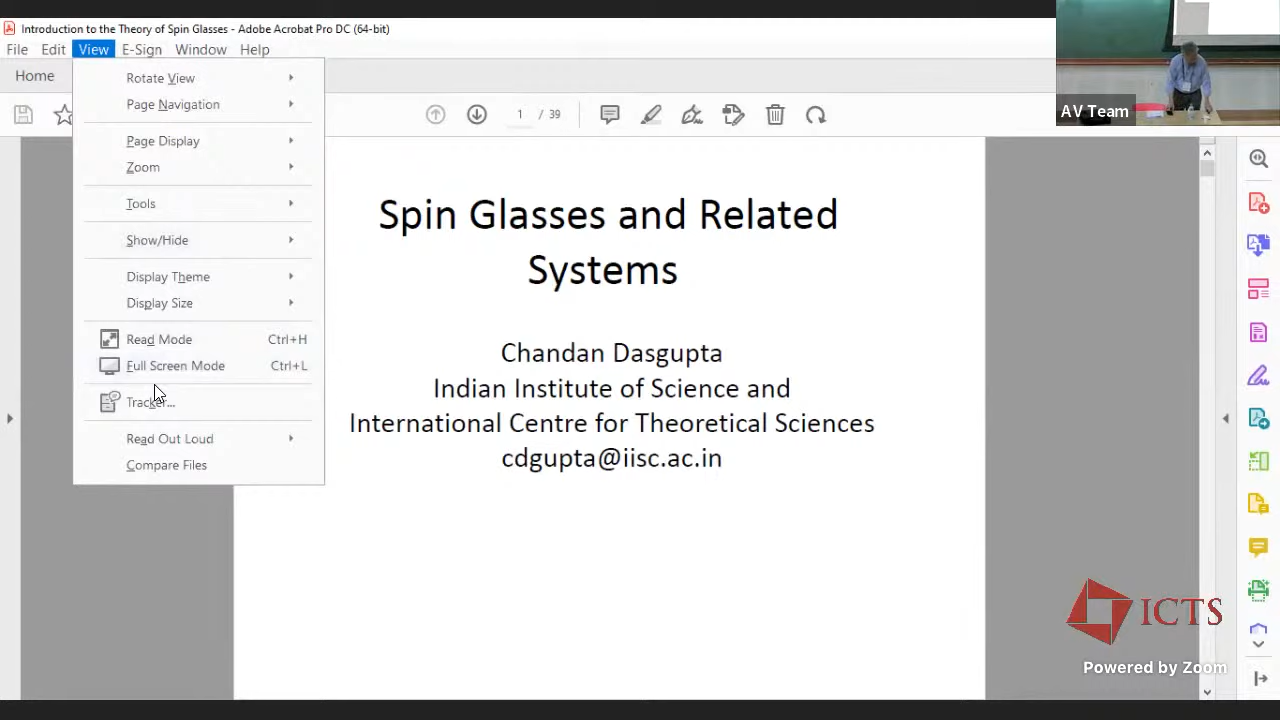 Introduction to the Theory of Spin Glasses - Adobe Acrobat Pro DC (64-bit)
File Edit View E-Sign Window Help
Home
1 / 39
Rotate View
Page Navigation
Page Display
Zoom
Tools
Show/Hide
Display Theme
Display Size
Read Mode Ctrl+H
Full Screen Mode Ctrl+L
Tracker...
Read Out Loud
Compare Files
Spin Glasses and Related
Systems
Chandan Dasgupta
Indian Institute of Science and
International Centre for Theoretical Sciences
cdgupta@iisc.ac.in
AV Team
ICTS
Powered by Zoom